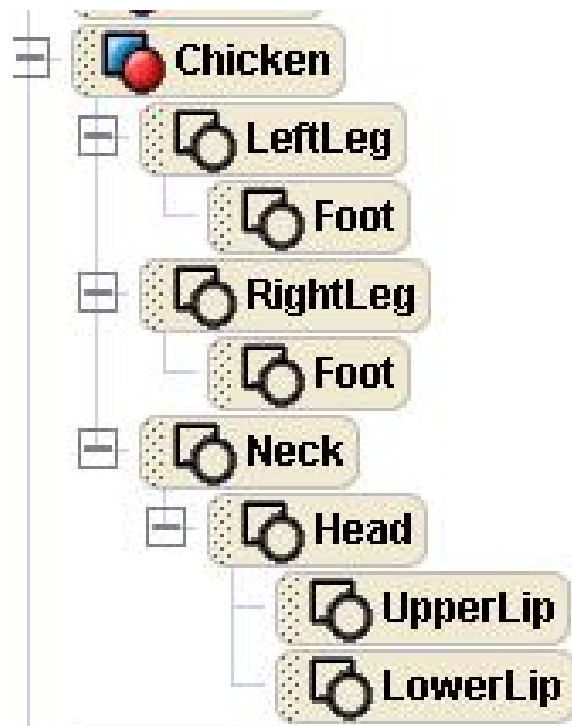 Chicken
LeftLeg
Foot
RightLeg
Foot
Neck
Head
UpperLip
LowerLip